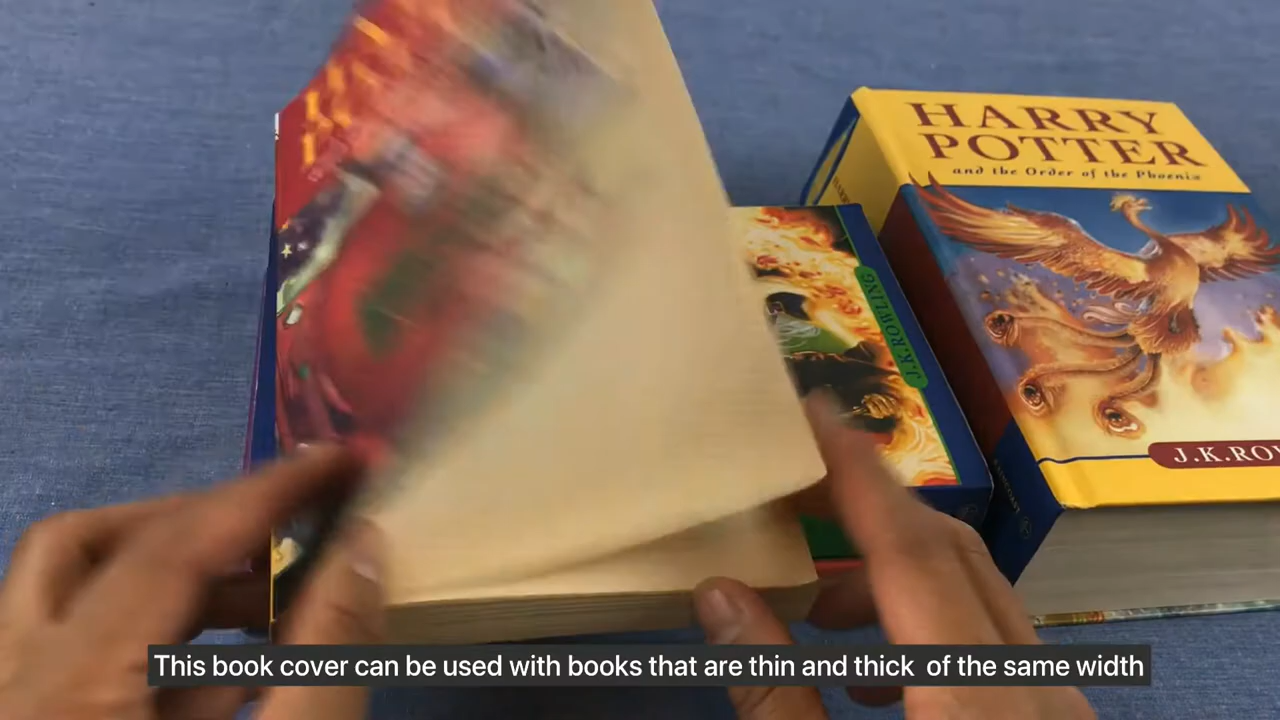 HARRY
POTTER
and the Order of the Phoenix
J.K.ROWLING
J.K.RO
This book cover can be used with books that are thin and thick of the same width